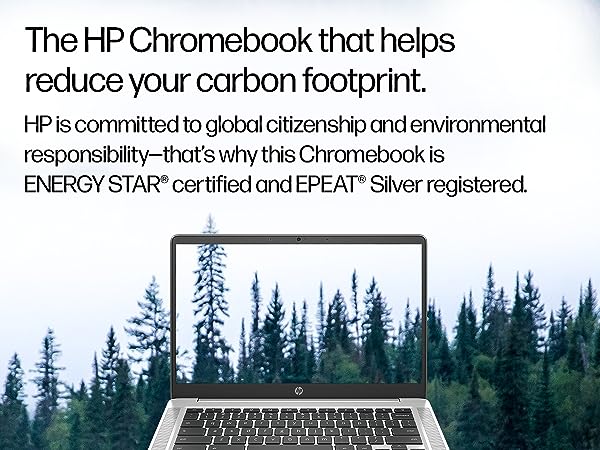 The HP Chromebook that helps
reduce your carbon footprint.
HP is committed to global citizenship and environmental
responsibility—that's why this Chromebook is
ENERGY STAR® certified and EPEAT® Silver registered.
hp